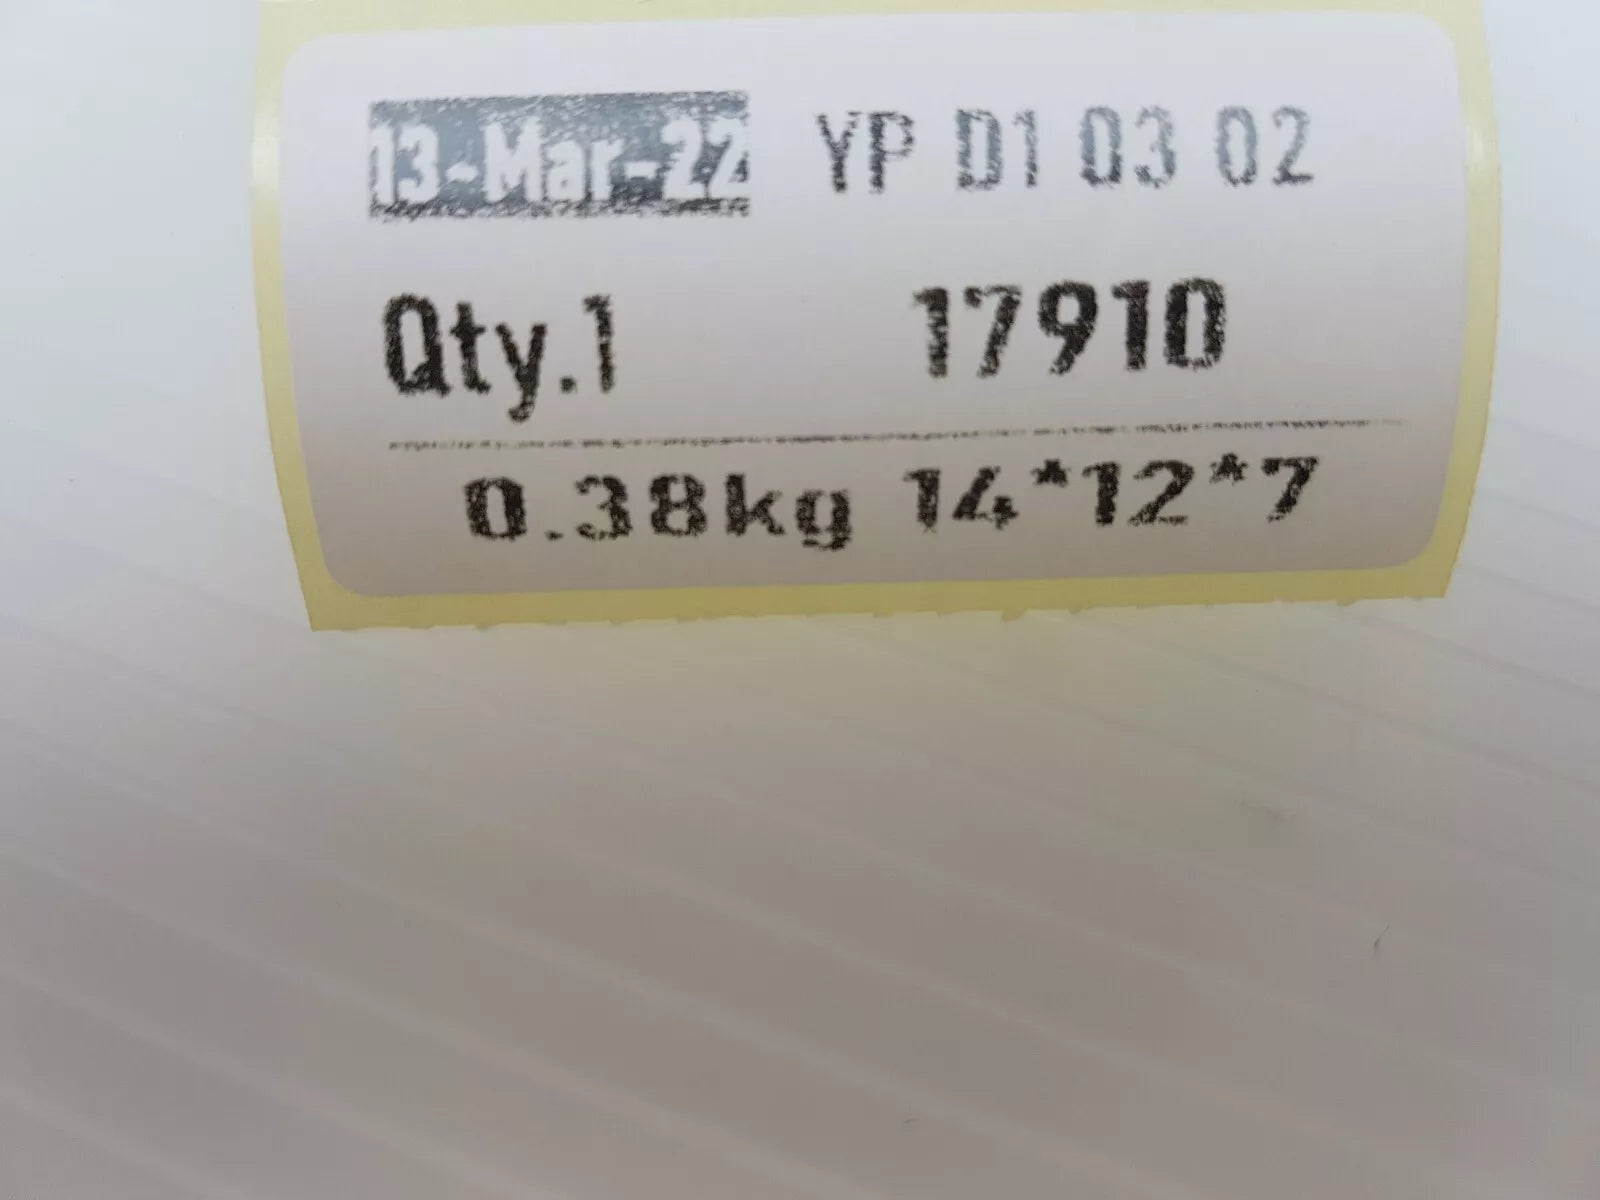 13-Mar-22 YP D1 03 02
Qty.1 17910
0.38kg 14*12*7